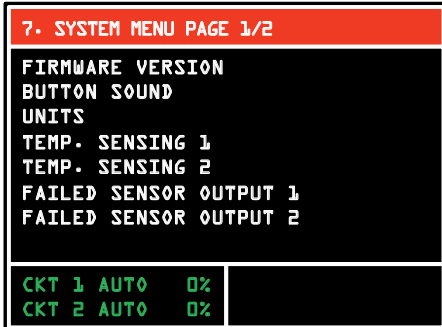 7. SYSTEM MENU PAGE 1/2
FIRMWARE VERSION
BUTTON SOUND
UNITS
TEMP. SENSING 1
TEMP. SENSING 2
FAILED SENSOR OUTPUT 1
FAILED SENSOR OUTPUT 2
CKT 1 AUTO 0%
CKT 2 AUTO 0%